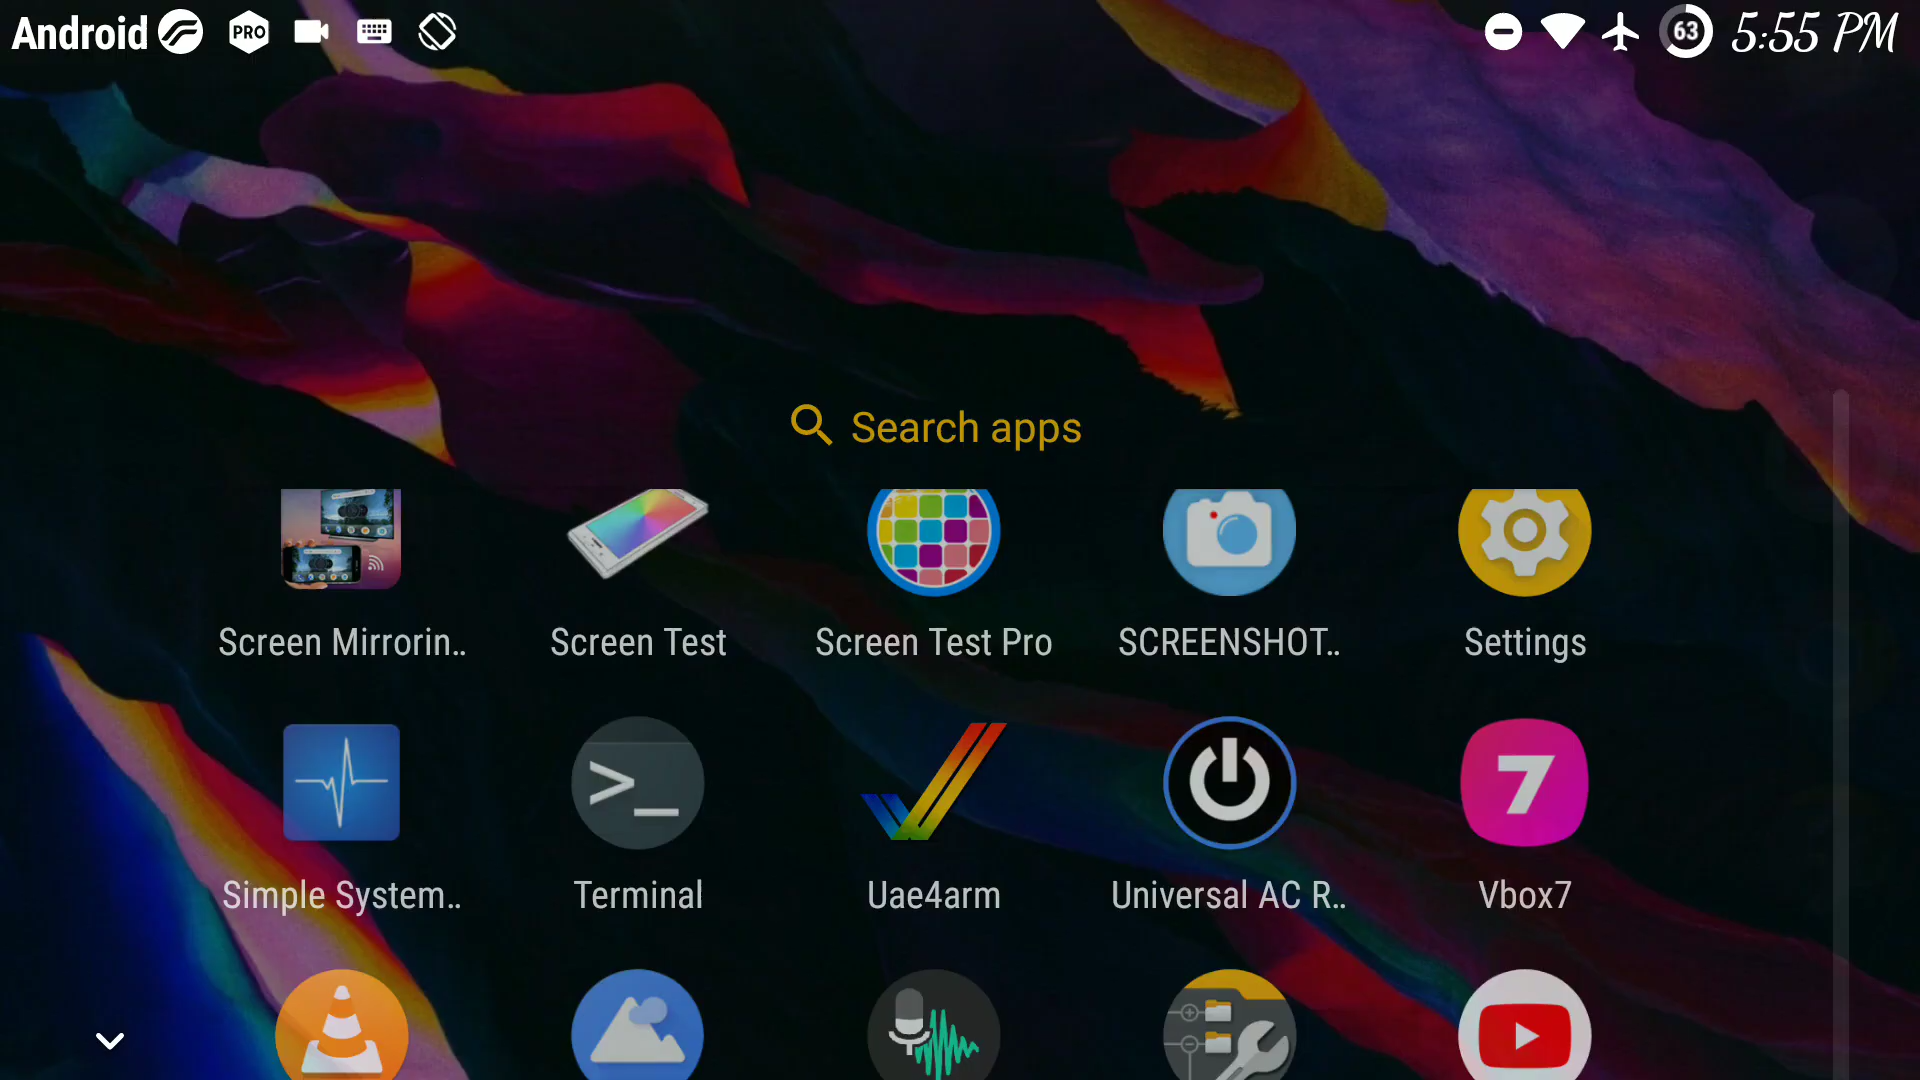 Android PRO 63 5:55 PM
Search apps
Screen Mirrorin.. Screen Test Screen Test Pro SCREENSHOT.. Settings
7
Simple System.. Terminal Uae4arm Universal AC R.. Vbox7